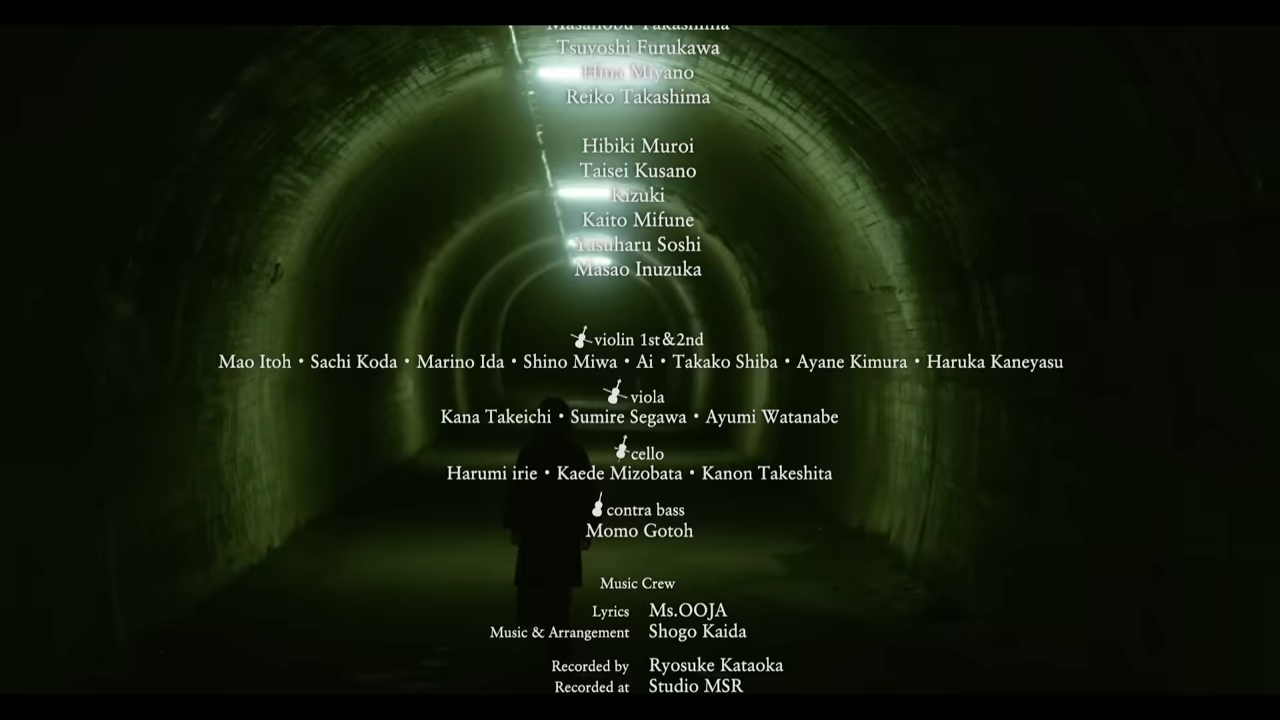 Masanobu Takashima
Tsuyoshi Furukawa
Hina Miyano
Reiko Takashima
Hibiki Muroi
Taisei Kusano
Kizuki
Kaito Mifune
Yasuharu Soshi
Masao Inuzuka
violin 1st&2nd
Mao Itoh・Sachi Koda・Marino Ida・Shino Miwa・Ai・Takako Shiba・Ayane Kimura・Haruka Kaneyasu
viola
Kana Takeichi・Sumire Segawa・Ayumi Watanabe
cello
Harumi irie・Kaede Mizobata・Kanon Takeshita
contra bass
Momo Gotoh
Music Crew
Lyrics Ms.OOJA
Music & Arrangement Shogo Kaida
Recorded by Ryosuke Kataoka
Recorded at Studio MSR